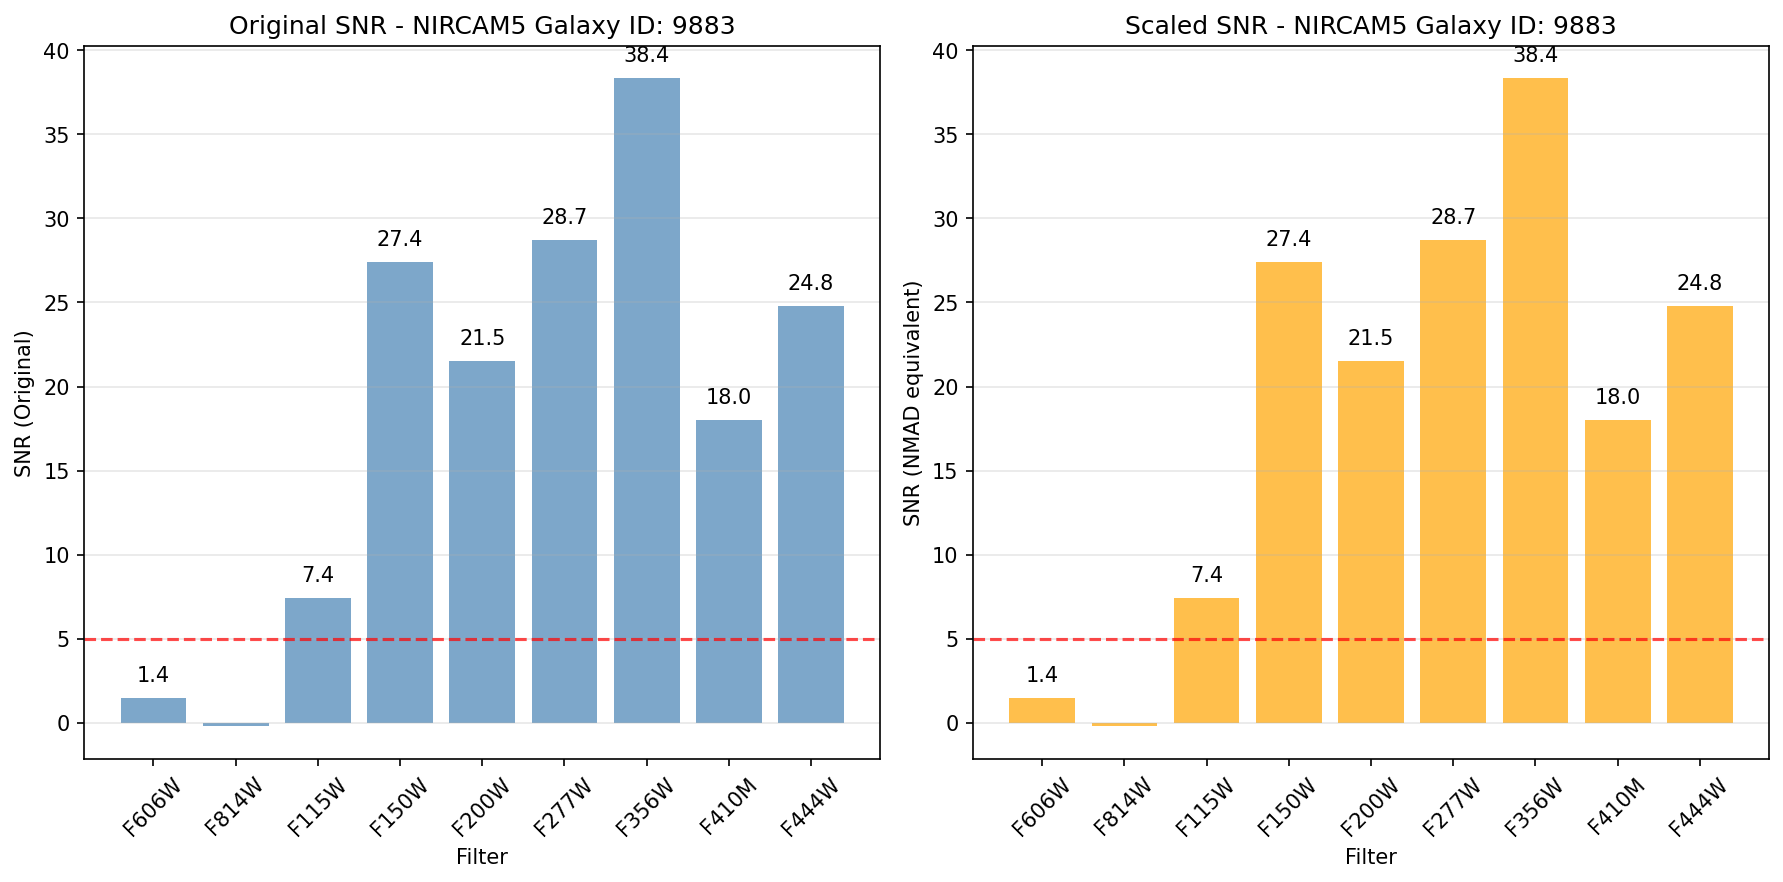 Original SNR - NIRCAM5 Galaxy ID: 9883
SNR (Original)
40
35
30
25
20
15
10
5
0
1.4
7.4
27.4
21.5
28.7
38.4
18.0
24.8
F606W
F814W
F115W
F150W
F200W
F277W
F356W
F410M
F444W
Filter
Scaled SNR - NIRCAM5 Galaxy ID: 9883
SNR (NMAD equivalent)
40
35
30
25
20
15
10
5
0
1.4
7.4
27.4
21.5
28.7
38.4
18.0
24.8
F606W
F814W
F115W
F150W
F200W
F277W
F356W
F410M
F444W
Filter